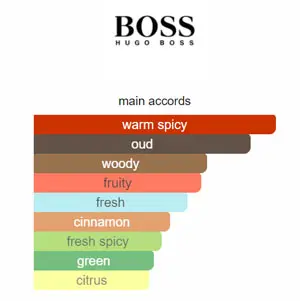 BOSS
HUGO BOSS
main accords
warm spicy
oud
woody
fruity
fresh
cinnamon
fresh spicy
green
citrus